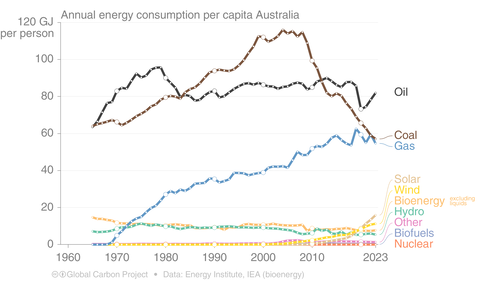 Annual energy consumption per capita Australia
120 GJ
per person
100
80
60
40
20
0
1960
1970
1980
1990
2000
2010
2023
Oil
Coal
Gas
Solar
Wind
Bioenergy excluding liquids
Hydro
Other
Biofuels
Nuclear
Global Carbon Project • Data: Energy Institute, IEA (bioenergy)